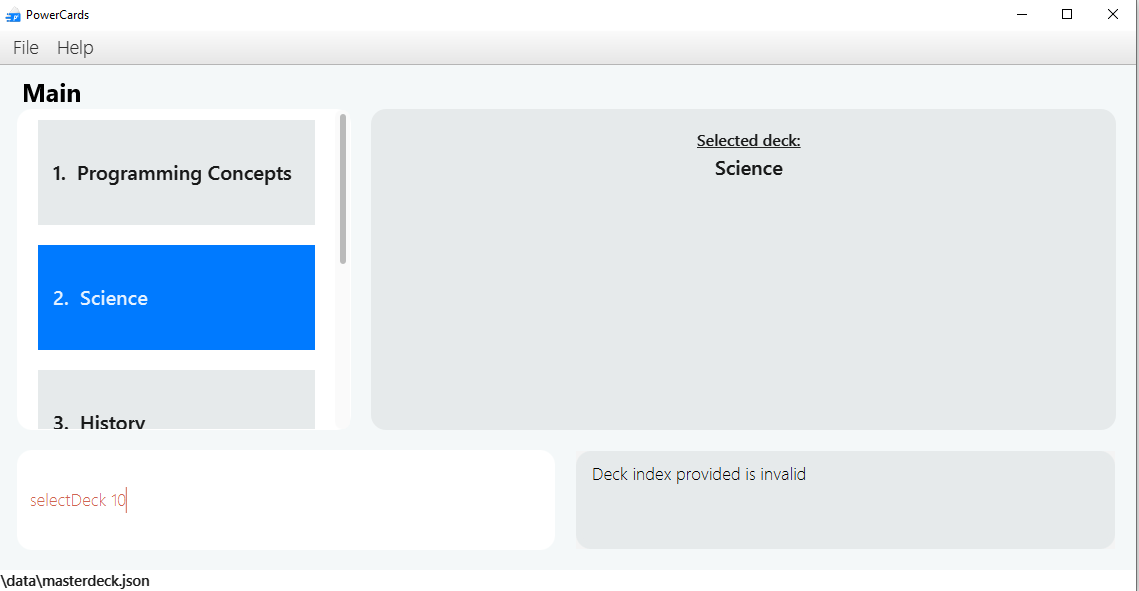 PowerCards
File Help
Main
1. Programming Concepts
2. Science
3. History
Selected deck:
Science
selectDeck 10
Deck index provided is invalid
\data\masterdeck.json